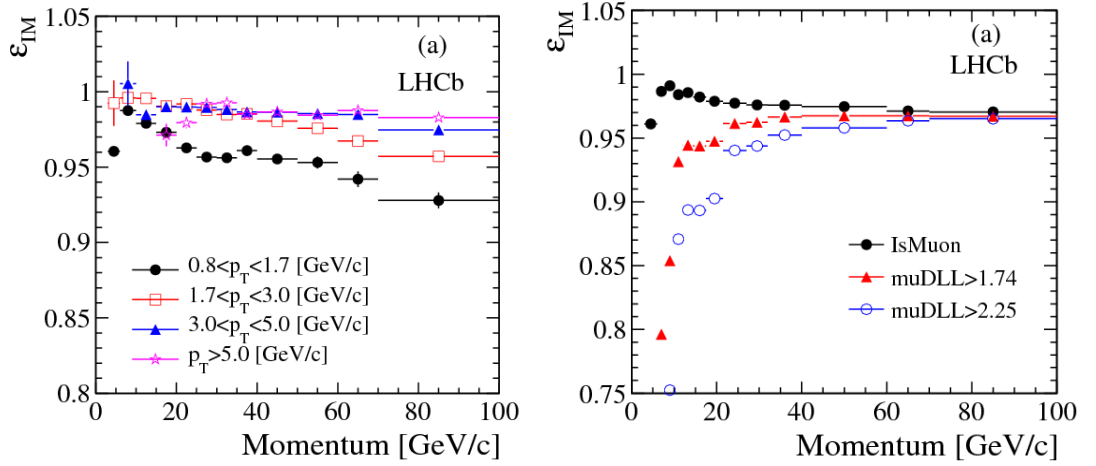 ε_IM
1.05
1
0.95
0.9
0.85
0.8
(a)
LHCb
0.8<p_T<1.7 [GeV/c]
1.7<p_T<3.0 [GeV/c]
3.0<p_T<5.0 [GeV/c]
p_T>5.0 [GeV/c]
0 20 40 60 80 100
Momentum [GeV/c]
ε_IM
1.05
1
0.95
0.9
0.85
0.8
0.75
(a)
LHCb
IsMuon
muDLL>1.74
muDLL>2.25
0 20 40 60 80 100
Momentum [GeV/c]